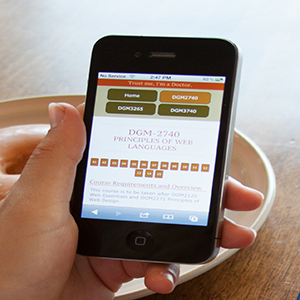 No Service 2:47 PM
Trust me, I'm a Doctor.
Home DGM2740
DGM3265 DGM3740
DGM-2740
PRINCIPLES OF WEB
LANGUAGES
Course Requirements and Overview
This course is to be taken after DGM2120,
Web Essentials and DGM2271, Principles of
Web Design.